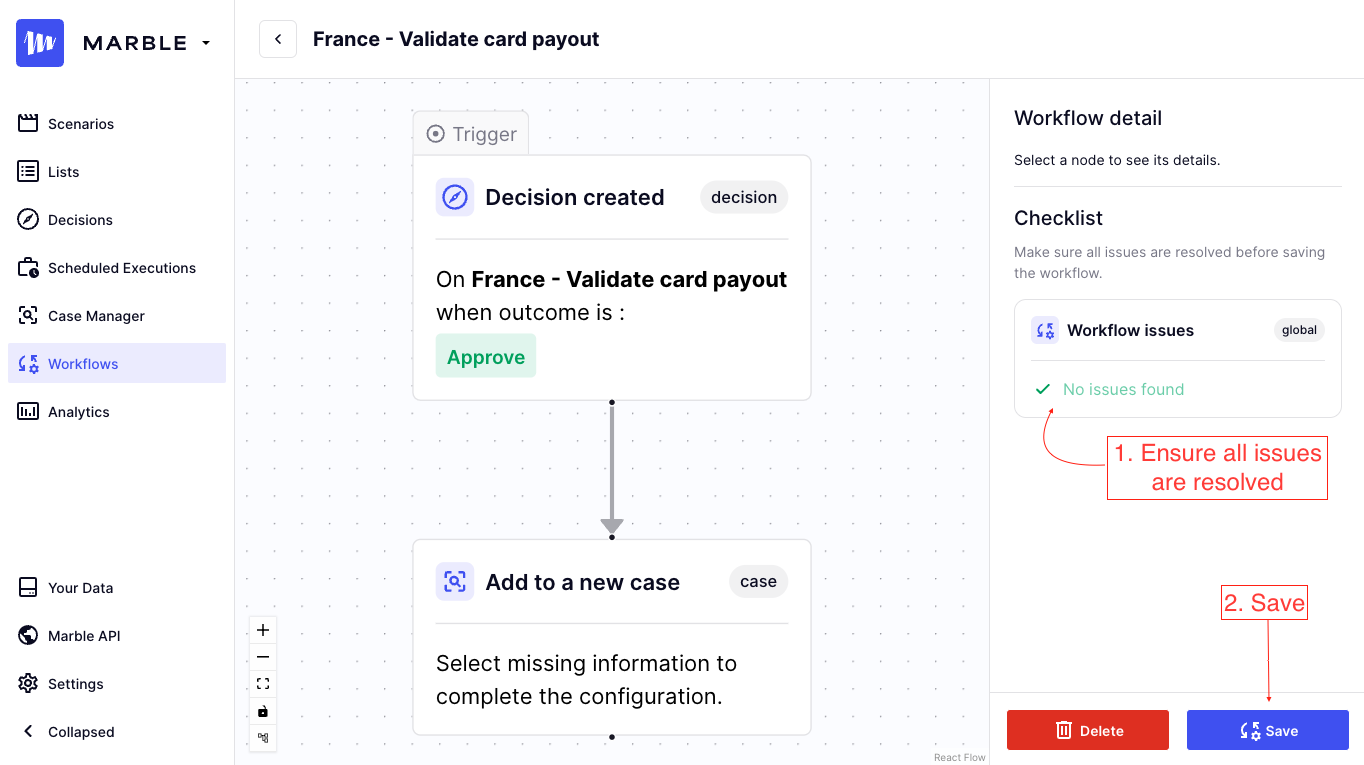 MARBLE
France - Validate card payout
Scenarios
Lists
Decisions
Scheduled Executions
Case Manager
Workflows
Analytics
Your Data
Marble API
Settings
Collapsed
Trigger
Decision created
decision
On France - Validate card payout
when outcome is :
Approve
Add to a new case
case
Select missing information to
complete the configuration.
React Flow
Workflow detail
Select a node to see its details.
Checklist
Make sure all issues are resolved before saving
the workflow.
Workflow issues
global
No issues found
1. Ensure all issues
are resolved
2. Save
Delete
Save